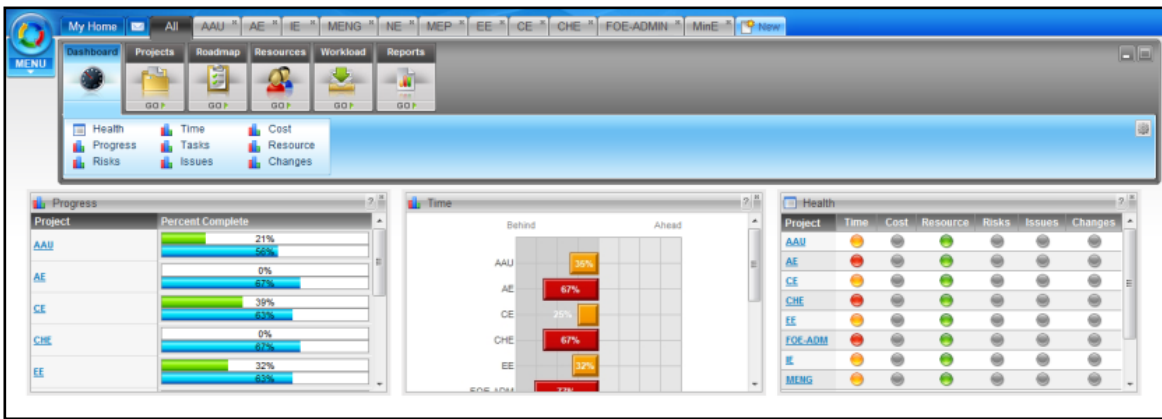 My Home All AAU AE IE MENG NE MEP EE CE CHE FOE-ADMIN MinE New
MENU
Dashboard Projects Roadmap Resources Workload Reports
GO GO GO GO GO
Health Time Cost
Progress Tasks Resource
Risks Issues Changes
Progress ?
Project Percent Complete
AAU 21%
56%
AE 0%
67%
CE 39%
63%
CHE 0%
67%
EE 32%
63%
Time ?
Behind Ahead
AAU 35%
AE 67%
CE 25%
CHE 67%
EE 32%
FOE-ADM 77%
Health ?
Project Time Cost Resource Risks Issues Changes
AAU
AE
CE
CHE
EE
FOE-ADM
IE
MENG